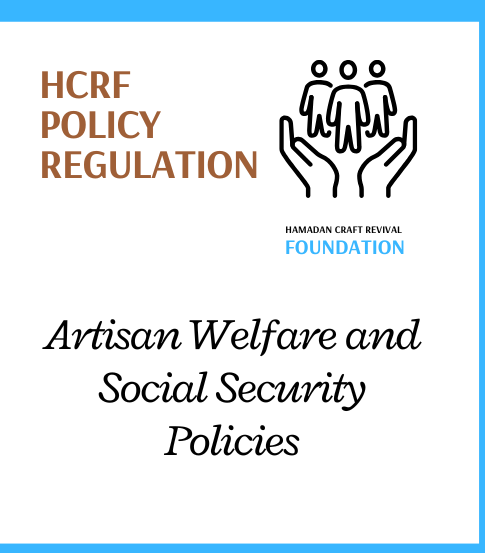 HCRF
POLICY
REGULATION
HAMADAN CRAFT REVIVAL
FOUNDATION
Artisan Welfare and
Social Security
Policies